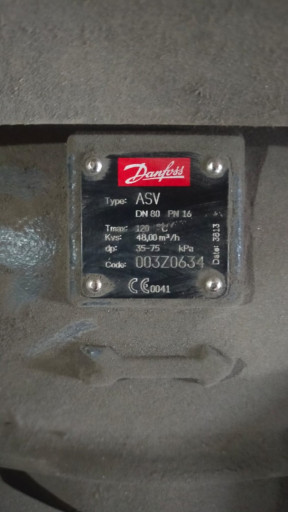 Danfoss
Type: ASV
DN 80 PN 16
Tmax: 120 °C
Kvs: 48,00 m³/h
dp: 35-75 kPa
Code: 003Z0634
CE 0041
Date: 3813